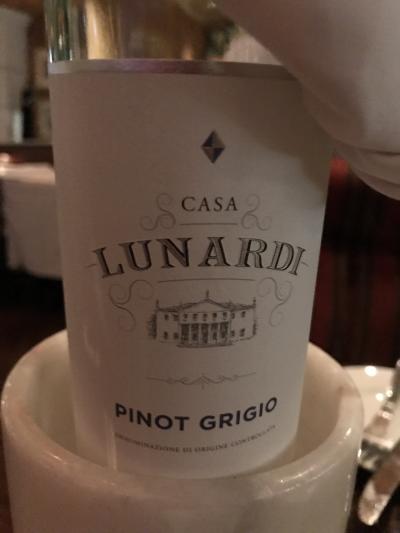 CASA
LUNARDI
PINOT GRIGIO
DENOMINAZIONE DI ORIGINE CONTROLLATA